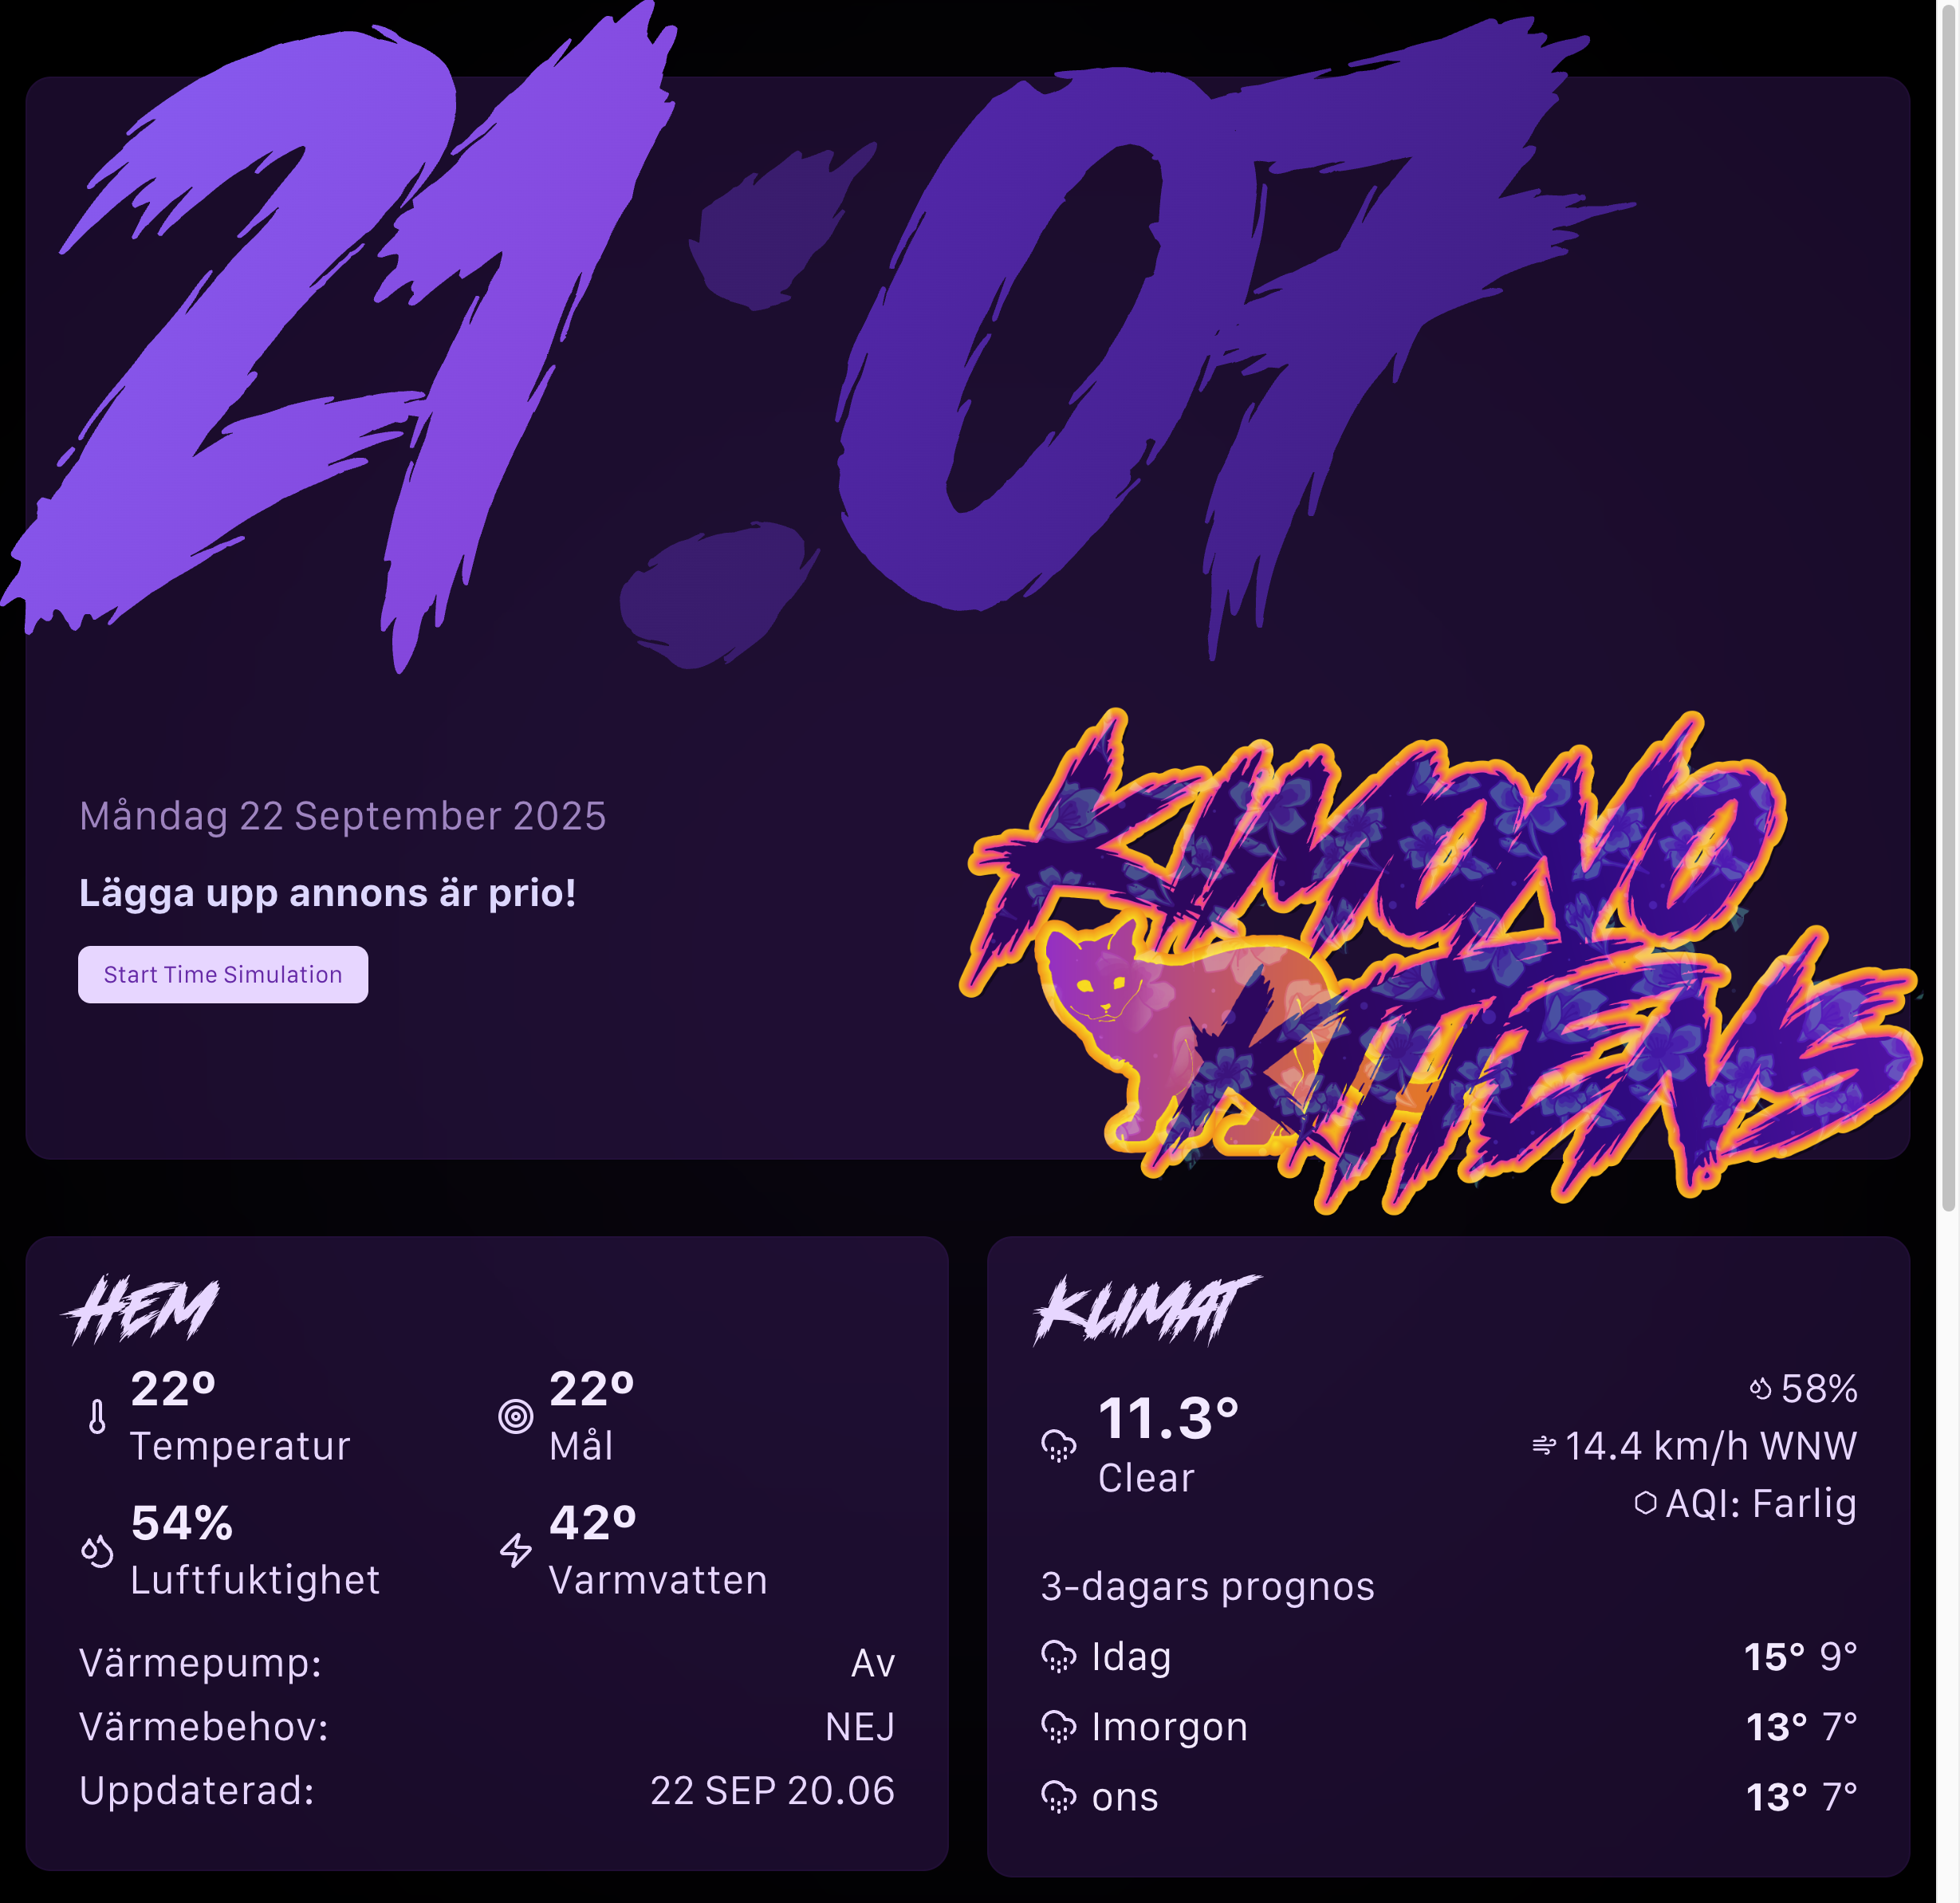 21:07
Måndag 22 September 2025
Lägga upp annons är prio!
Start Time Simulation
KIMONO
KITTENS
HEM
22º
Temperatur
22º
Mål
54%
Luftfuktighet
42º
Varmvatten
Värmepump: Av
Värmebehov: NEJ
Uppdaterad: 22 SEP 20.06
KLIMAT
11.3°
Clear
58%
14.4 km/h WNW
AQI: Farlig
3-dagars prognos
Idag 15° 9°
Imorgon 13° 7°
ons 13° 7°